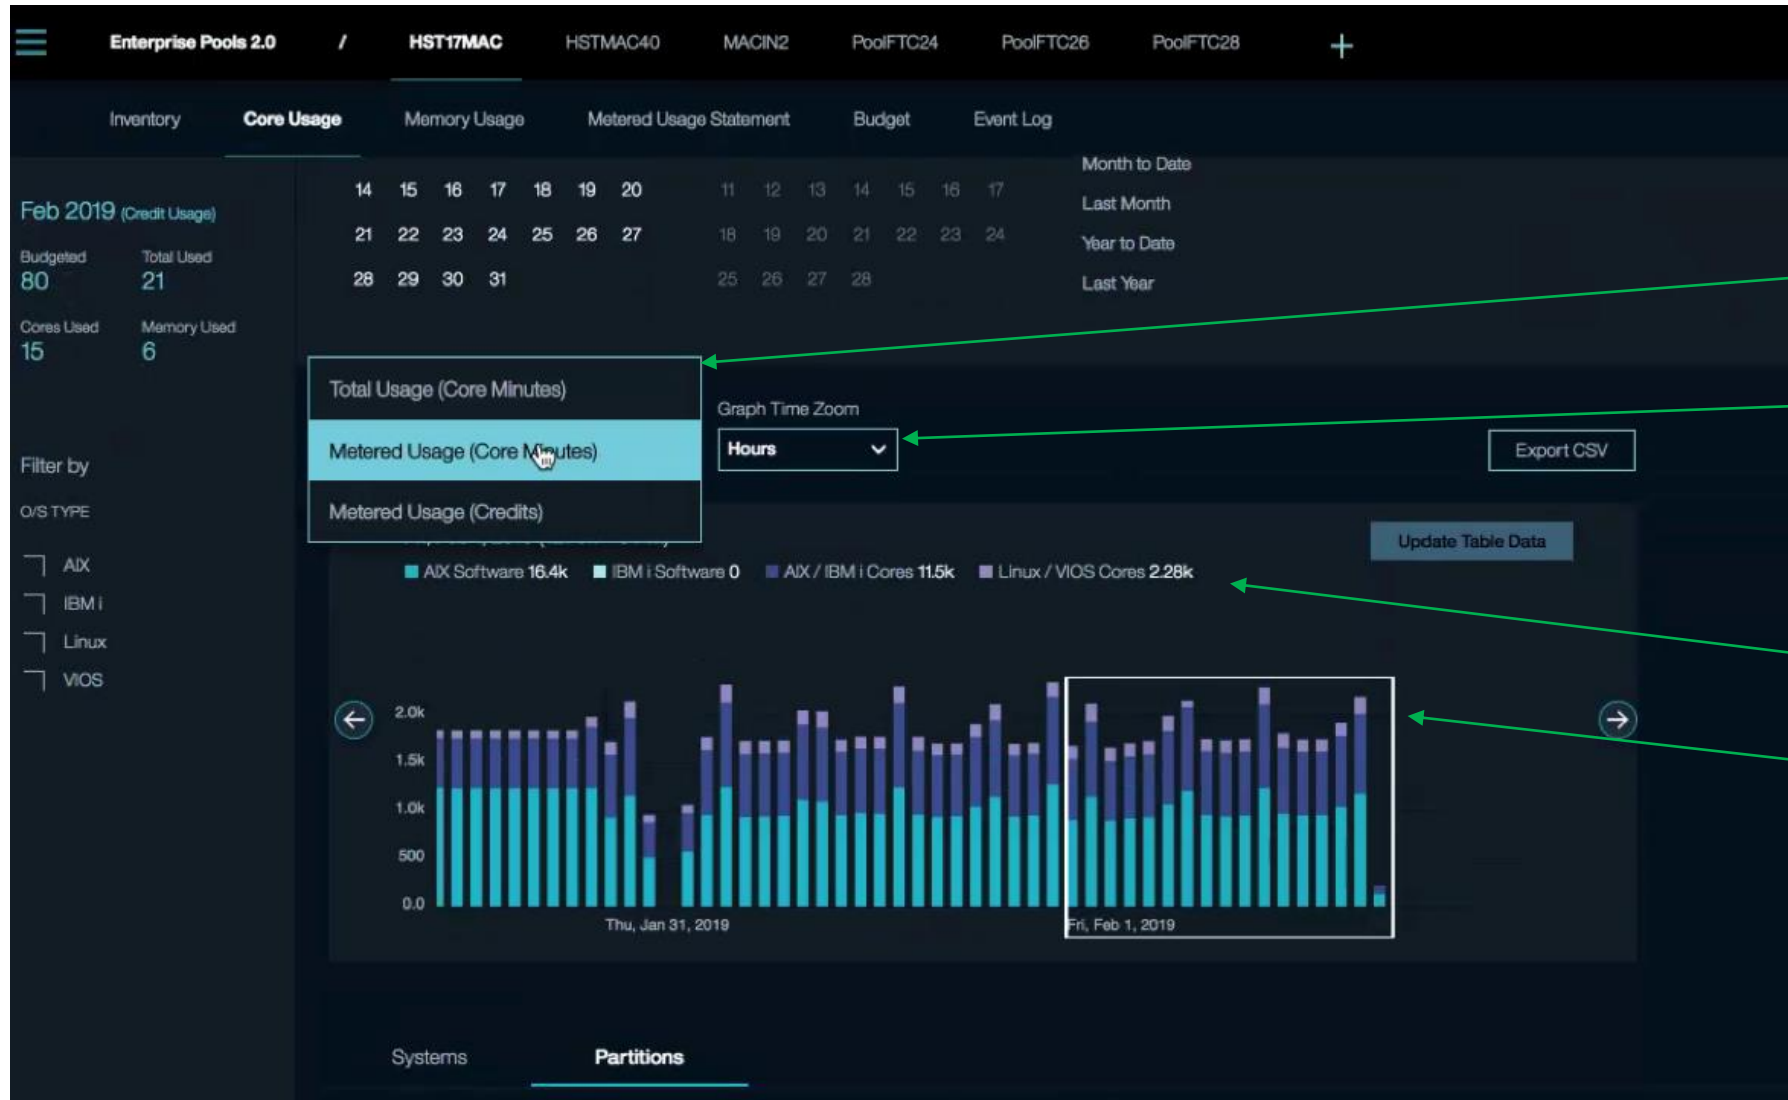 Enterprise Pools 2.0 / HST17MAC HSTMAC40 MACIN2 PoolFTC24 PoolFTC26 PoolFTC28 +
Inventory Core Usage Memory Usage Metered Usage Statement Budget Event Log
Feb 2019 (Credit Usage)
Budgeted Total Used
80 21
Cores Used Memory Used
15 6
Filter by
O/S TYPE
AIX
IBM i
Linux
VIOS
14 15 16 17 18 19 20
21 22 23 24 25 26 27
28 29 30 31
11 12 13 14 15 16 17
18 19 20 21 22 23 24
25 26 27 28
Month to Date
Last Month
Year to Date
Last Year
Total Usage (Core Minutes)
Metered Usage (Core Minutes)
Metered Usage (Credits)
Graph Time Zoom
Hours
Export CSV
Update Table Data
AIX Software 16.4k IBM i Software 0 AIX / IBM i Cores 11.5k Linux / VIOS Cores 2.28k
2.0k
1.5k
1.0k
500
0.0
Thu, Jan 31, 2019 Fri, Feb 1, 2019
Systems Partitions